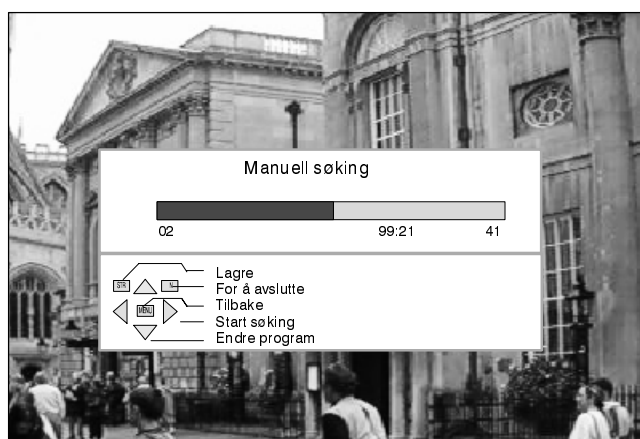 Manuell søking
02 99:21 41
STR N Lagre
For å avslutte
MENU Tilbake
Start søking
Endre program